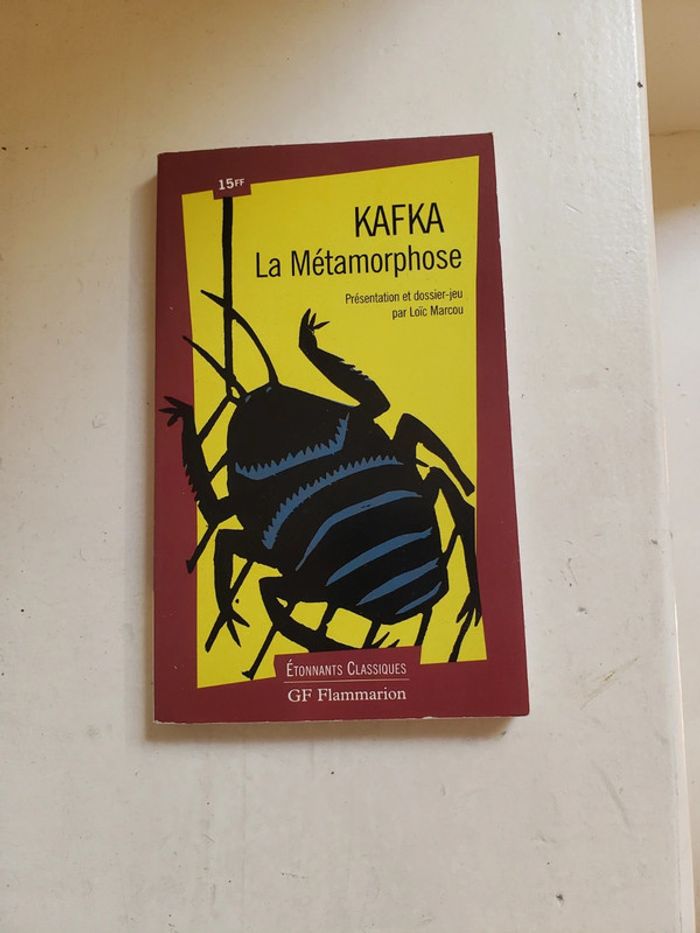 15FF
KAFKA
La Métamorphose
Présentation et dossier-jeu
par Loïc Marcou
ÉTONNANTS CLASSIQUES
GF Flammarion